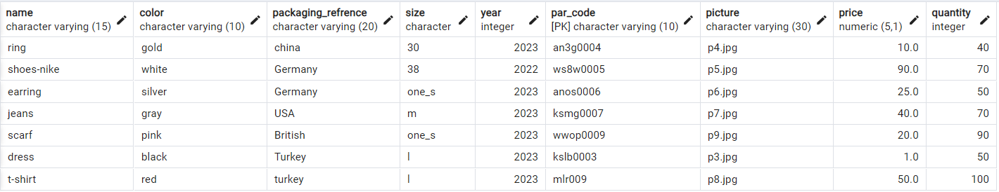 name color packaging_refrence size year par_code picture price quantity
character varying (15) character varying (10) character varying (20) character integer [PK] character varying (10) character varying (30) numeric (5,1) integer
ring gold china 30 2023 an3g0004 p4.jpg 10.0 40
shoes-nike white Germany 38 2022 ws8w0005 p5.jpg 90.0 70
earring silver Germany one_s 2023 anos0006 p6.jpg 25.0 50
jeans gray USA m 2023 ksmg0007 p7.jpg 40.0 70
scarf pink British one_s 2023 wwop0009 p9.jpg 20.0 90
dress black Turkey l 2023 kslb0003 p3.jpg 1.0 50
t-shirt red turkey l 2023 mlr009 p8.jpg 50.0 100